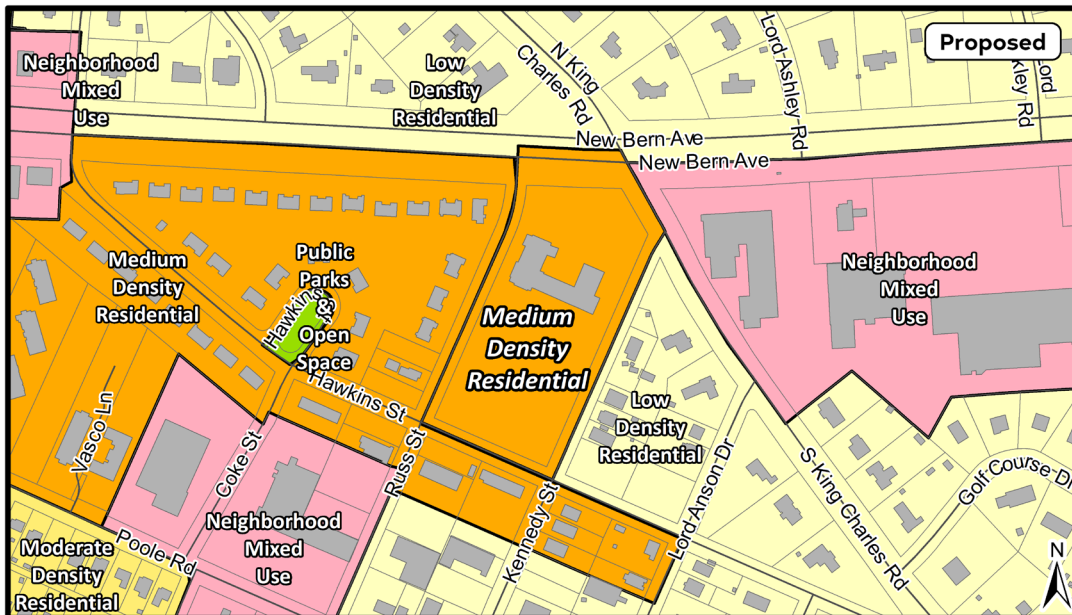 Proposed
Neighborhood
Mixed
Use
Low
Density
Residential
N King
Charles Rd
Lord Ashley Rd
Lord
kley Rd
New Bern Ave
New Bern Ave
Medium
Density
Residential
Public
Parks
&
Open
Space
Hawkins
Medium
Density
Residential
Neighborhood
Mixed
Use
Hawkins St
Low
Density
Residential
Vasco Ln
Coke St
Russ St
Kennedy St
Lord Anson Dr
S King Charles Rd
Golf Course Dr
Neighborhood
Mixed
Use
Poole Rd
Moderate
Density
Residential
N